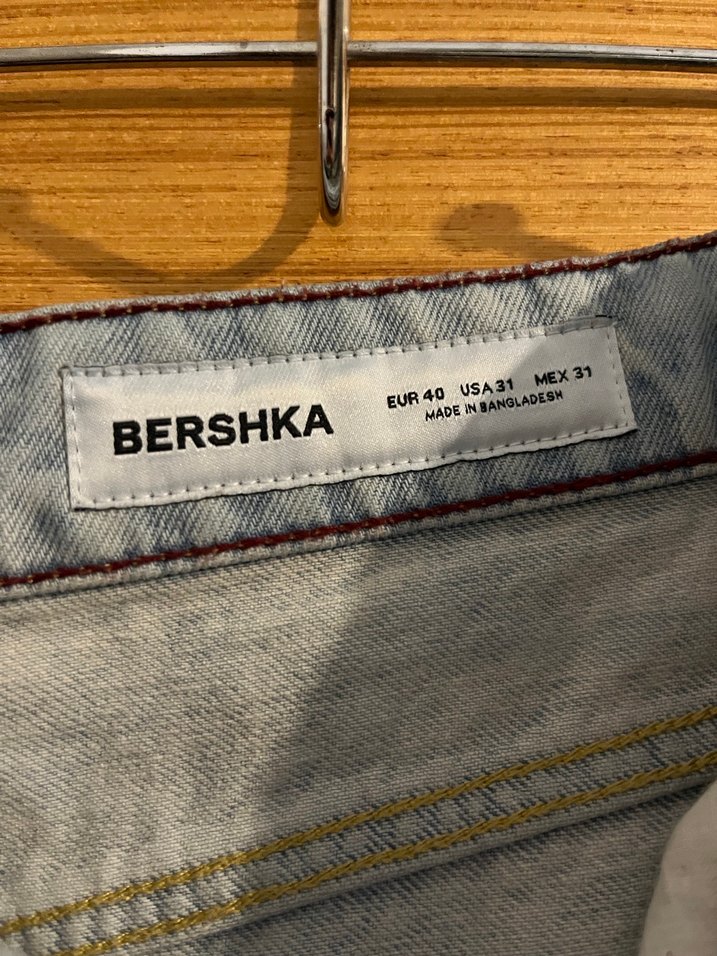 BERSHKA
EUR 40 USA 31 MEX 31
MADE IN BANGLADESH